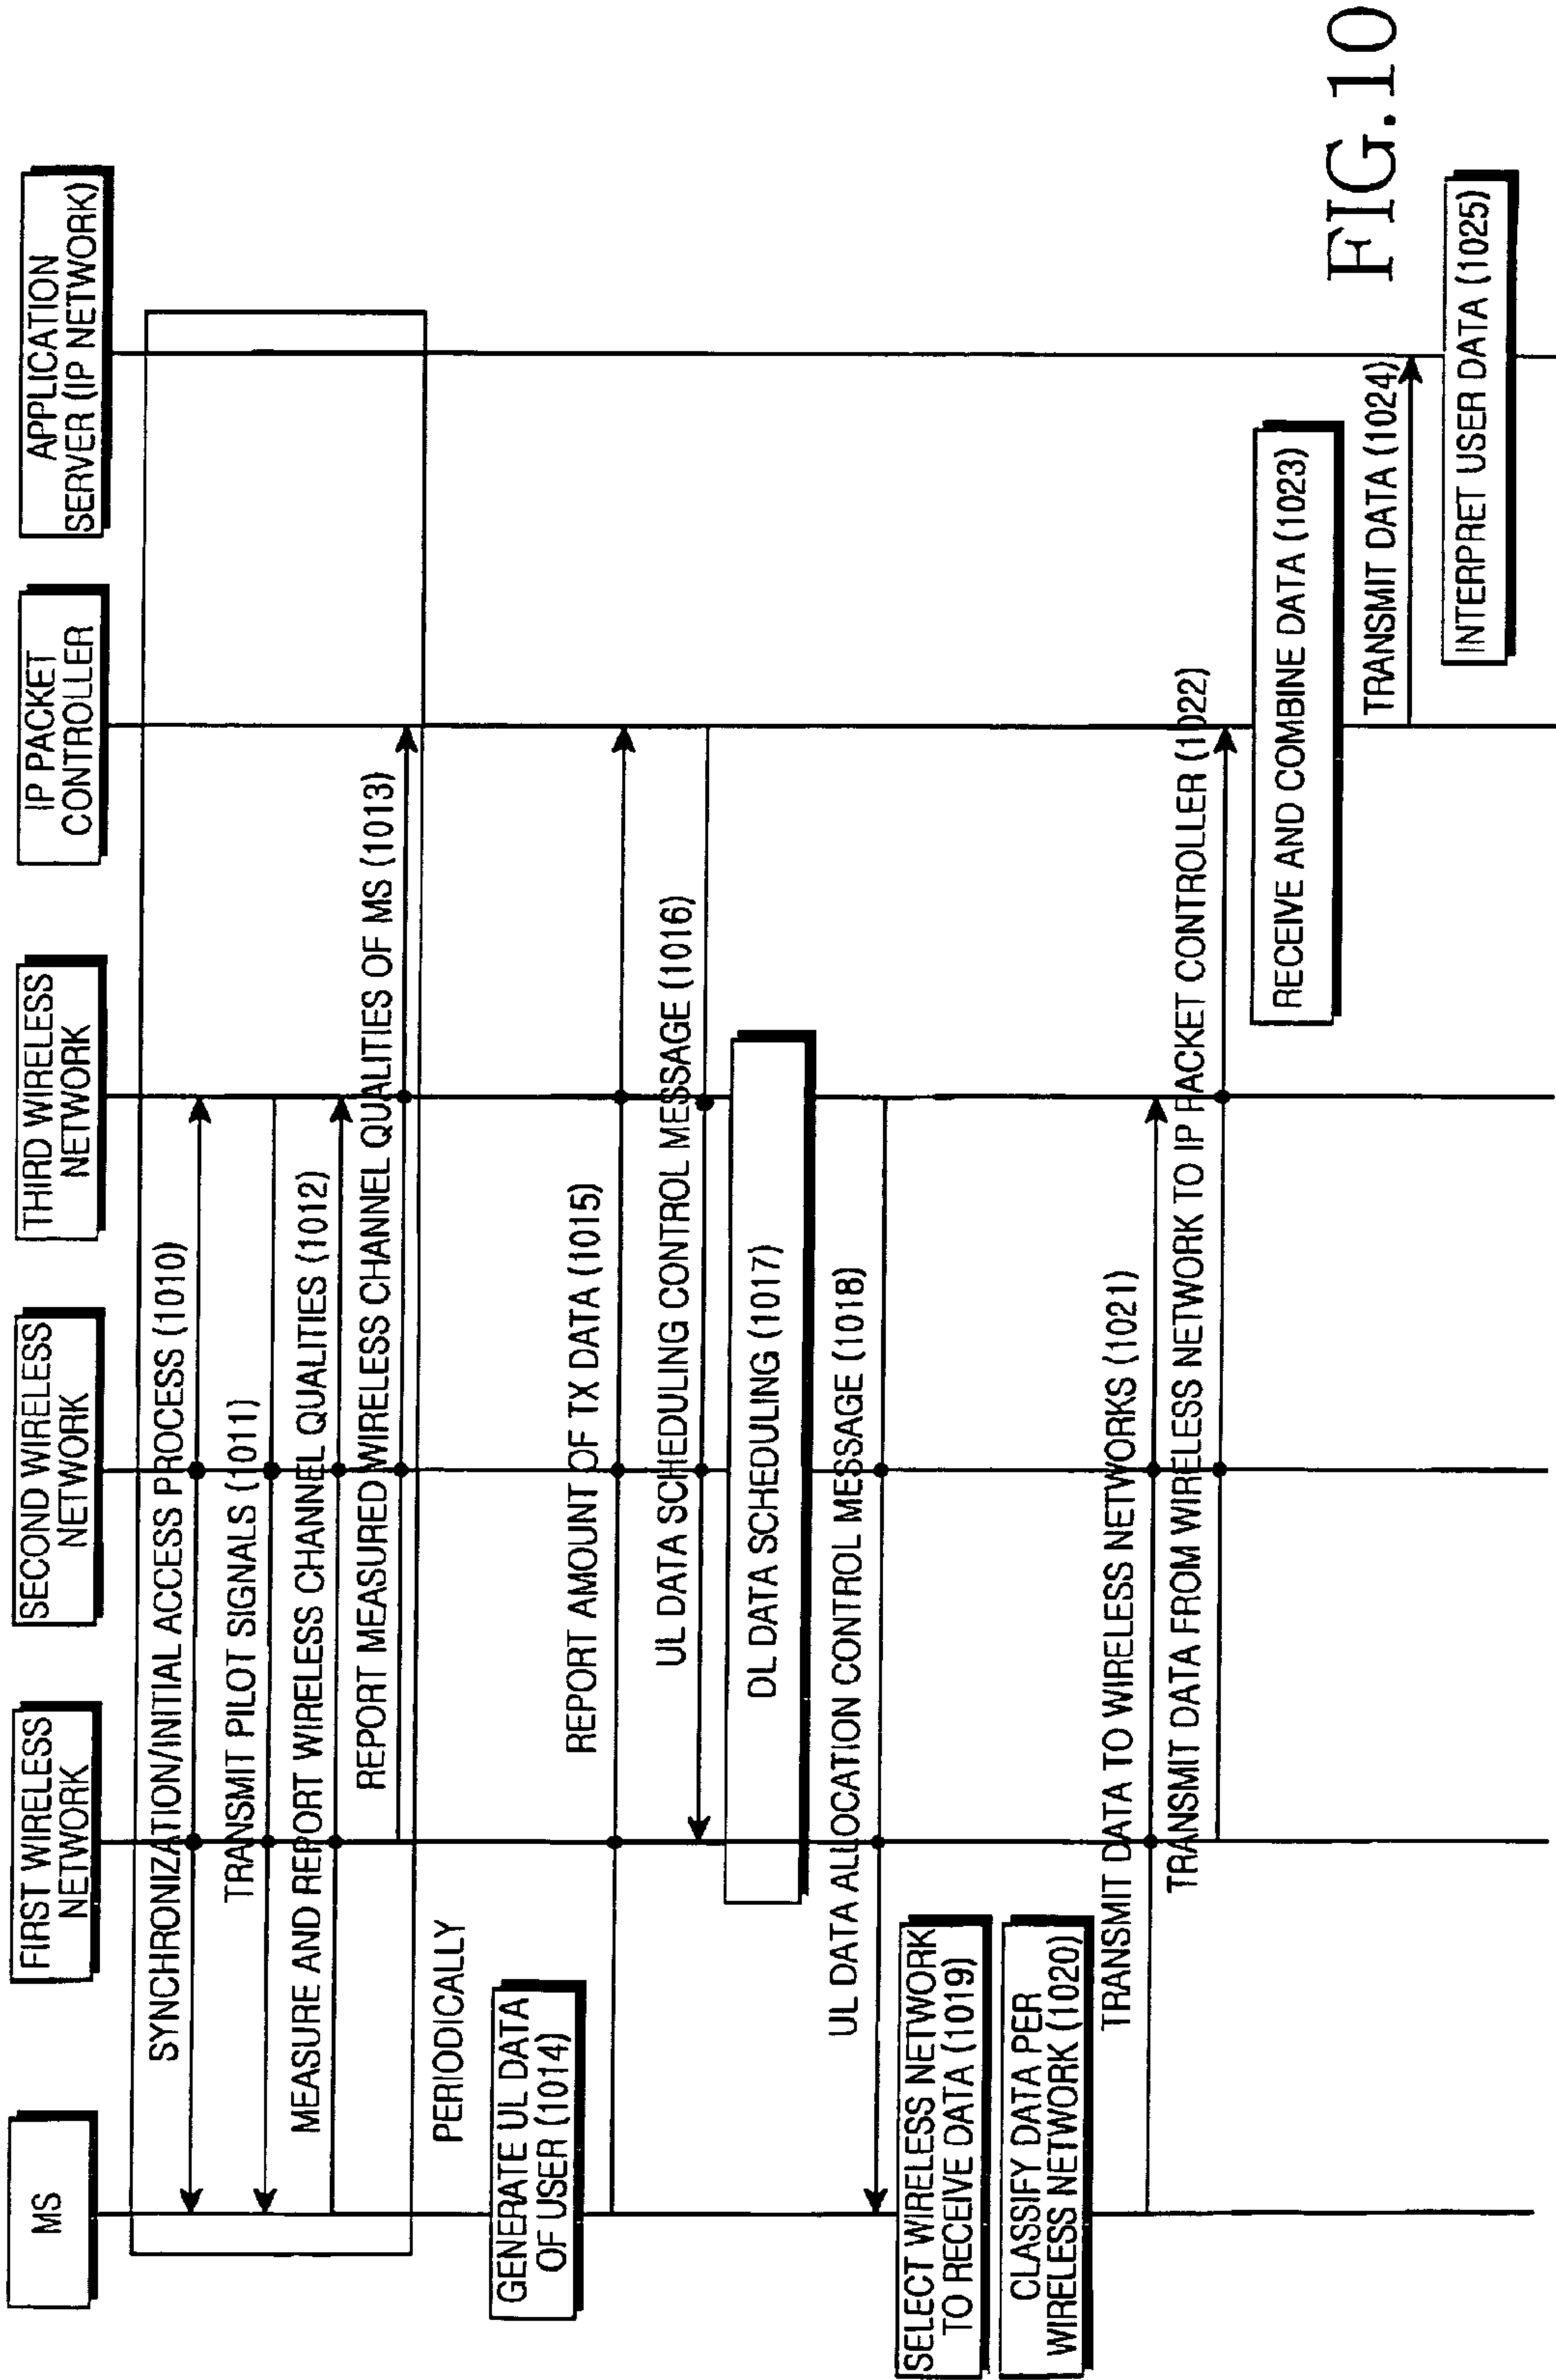 MS
FIRST WIRELESS
NETWORK
SECOND WIRELESS
NETWORK
THIRD WIRELESS
NETWORK
IP PACKET
CONTROLLER
APPLICATION
SERVER (IP NETWORK)
SYNCHRONIZATION/INITIAL ACCESS PROCESS (1010)
TRANSMIT PILOT SIGNALS (1011)
MEASURE AND REPORT WIRELESS CHANNEL QUALITIES (1012)
REPORT MEASURED WIRELESS CHANNEL QUALITIES OF MS (1013)
PERIODICALLY
GENERATE UL DATA
OF USER (1014)
REPORT AMOUNT OF TX DATA (1015)
UL DATA SCHEDULING CONTROL MESSAGE (1016)
DL DATA SCHEDULING (1017)
UL DATA ALLOCATION CONTROL MESSAGE (1018)
SELECT WIRELESS NETWORK
TO RECEIVE DATA (1019)
CLASSIFY DATA PER
WIRELESS NETWORK (1020)
TRANSMIT DATA TO WIRELESS NETWORKS (1021)
TRANSMIT DATA FROM WIRELESS NETWORK TO IP PACKET CONTROLLER (1022)
RECEIVE AND COMBINE DATA (1023)
TRANSMIT DATA (1024)
INTERPRET USER DATA (1025)
FIG.10